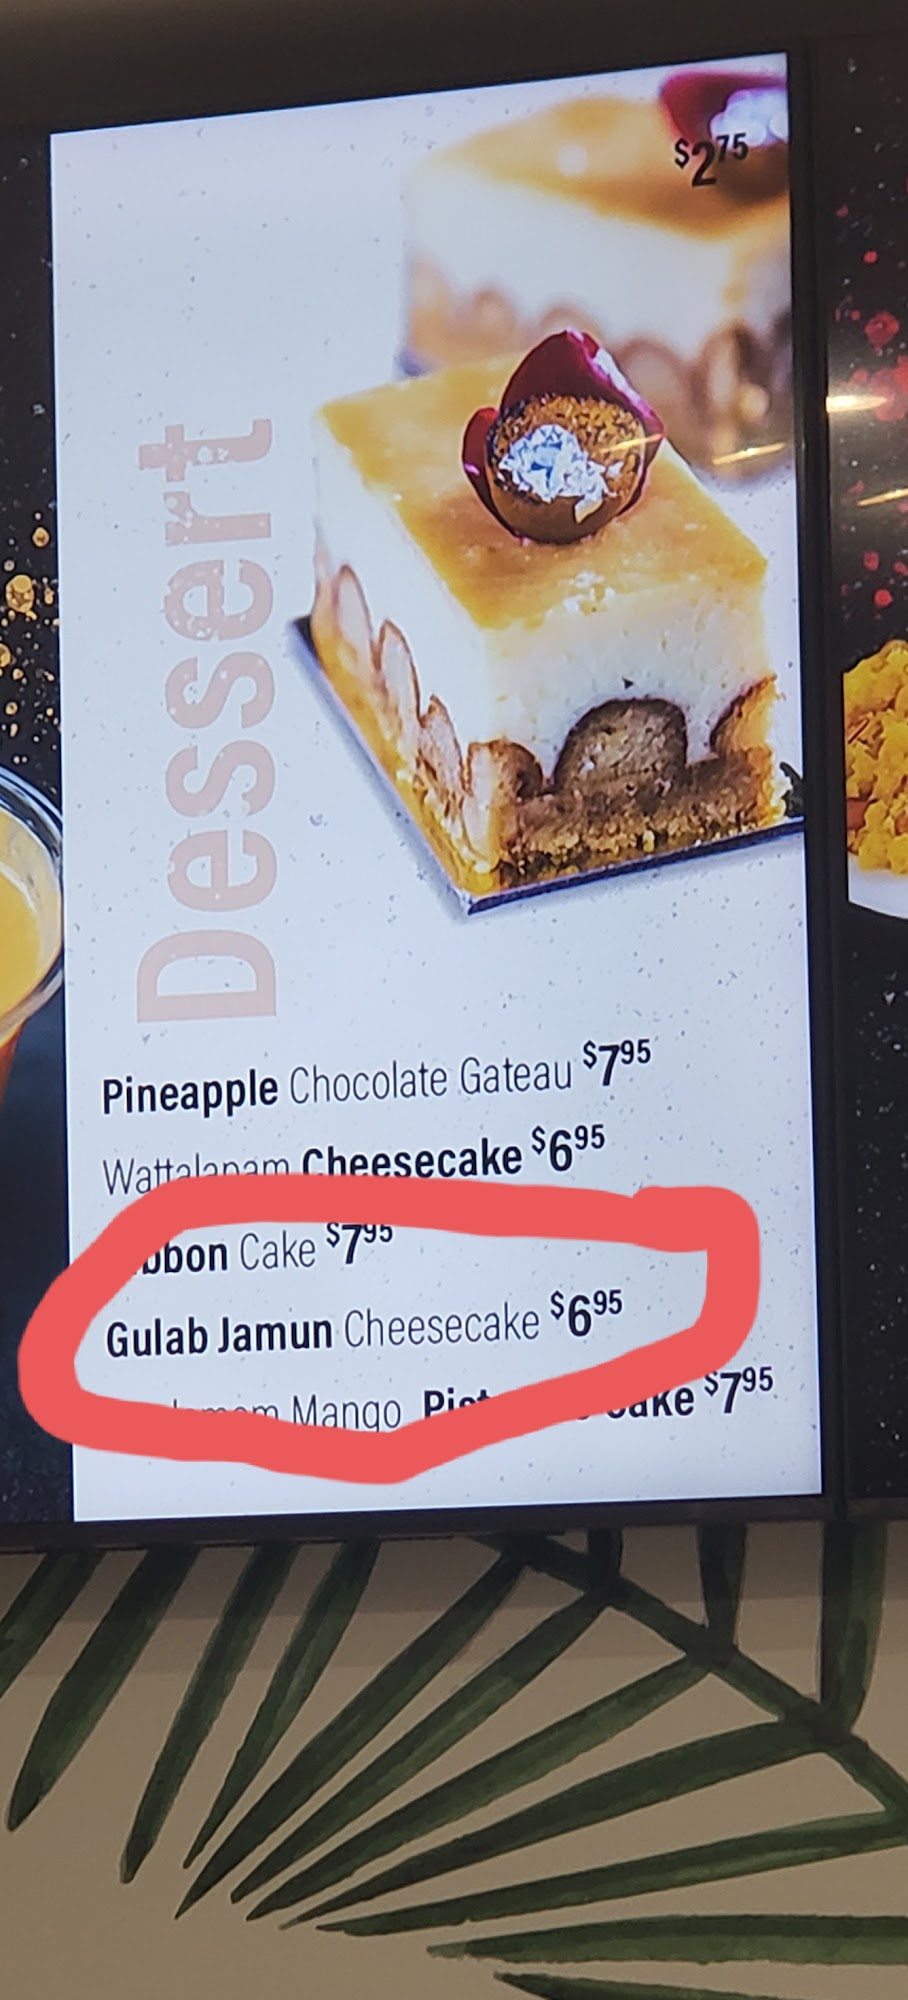 $2.75
Dessert
Pineapple Chocolate Gateau $7.95
Wattalapam Cheesecake $6.95
Cake $7.95
Gulab Jamun Cheesecake $6.95
Mango $7.95